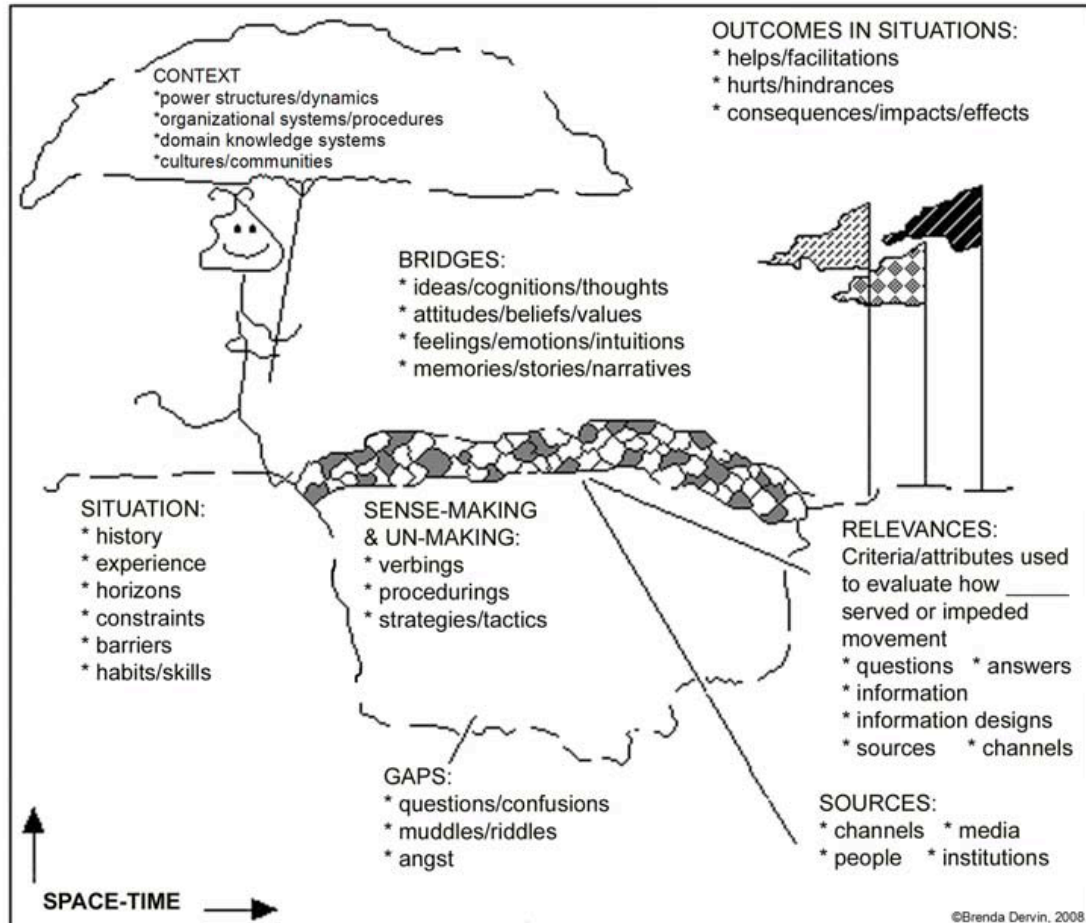 CONTEXT
*power structures/dynamics
*organizational systems/procedures
*domain knowledge systems
*cultures/communities
OUTCOMES IN SITUATIONS:
* helps/facilitations
* hurts/hindrances
* consequences/impacts/effects
BRIDGES:
* ideas/cognitions/thoughts
* attitudes/beliefs/values
* feelings/emotions/intuitions
* memories/stories/narratives
SITUATION:
* history
* experience
* horizons
* constraints
* barriers
* habits/skills
SENSE-MAKING
& UN-MAKING:
* verbings
* procedurings
* strategies/tactics
RELEVANCES:
Criteria/attributes used
to evaluate how _____
served or impeded
movement
* questions * answers
* information
* information designs
* sources * channels
GAPS:
* questions/confusions
* muddles/riddles
* angst
SOURCES:
* channels * media
* people * institutions
SPACE-TIME
©Brenda Dervin, 2008